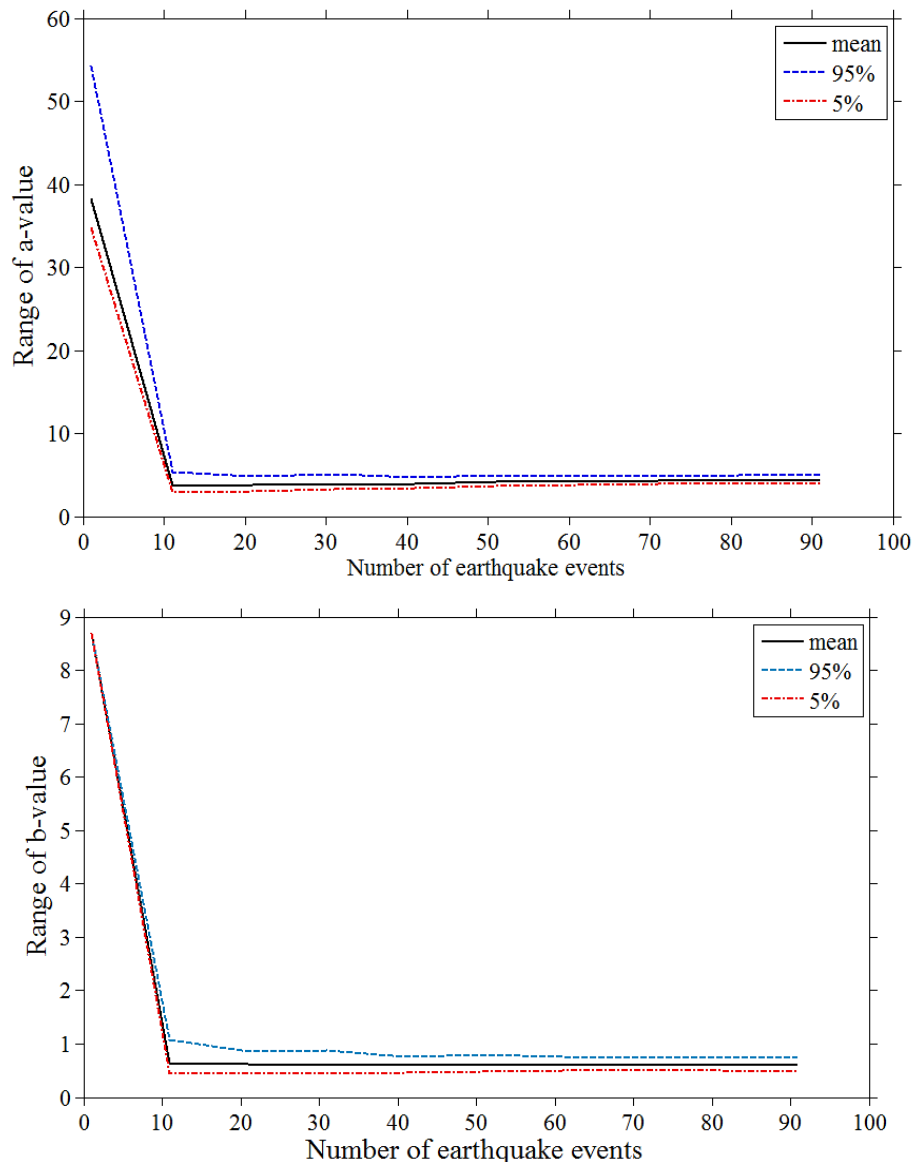 60
50
40
30
20
10
0
Range of a-value
mean
95%
5%
0 10 20 30 40 50 60 70 80 90 100
Number of earthquake events
9
8
7
6
5
4
3
2
1
0
Range of b-value
mean
95%
5%
0 10 20 30 40 50 60 70 80 90 100
Number of earthquake events